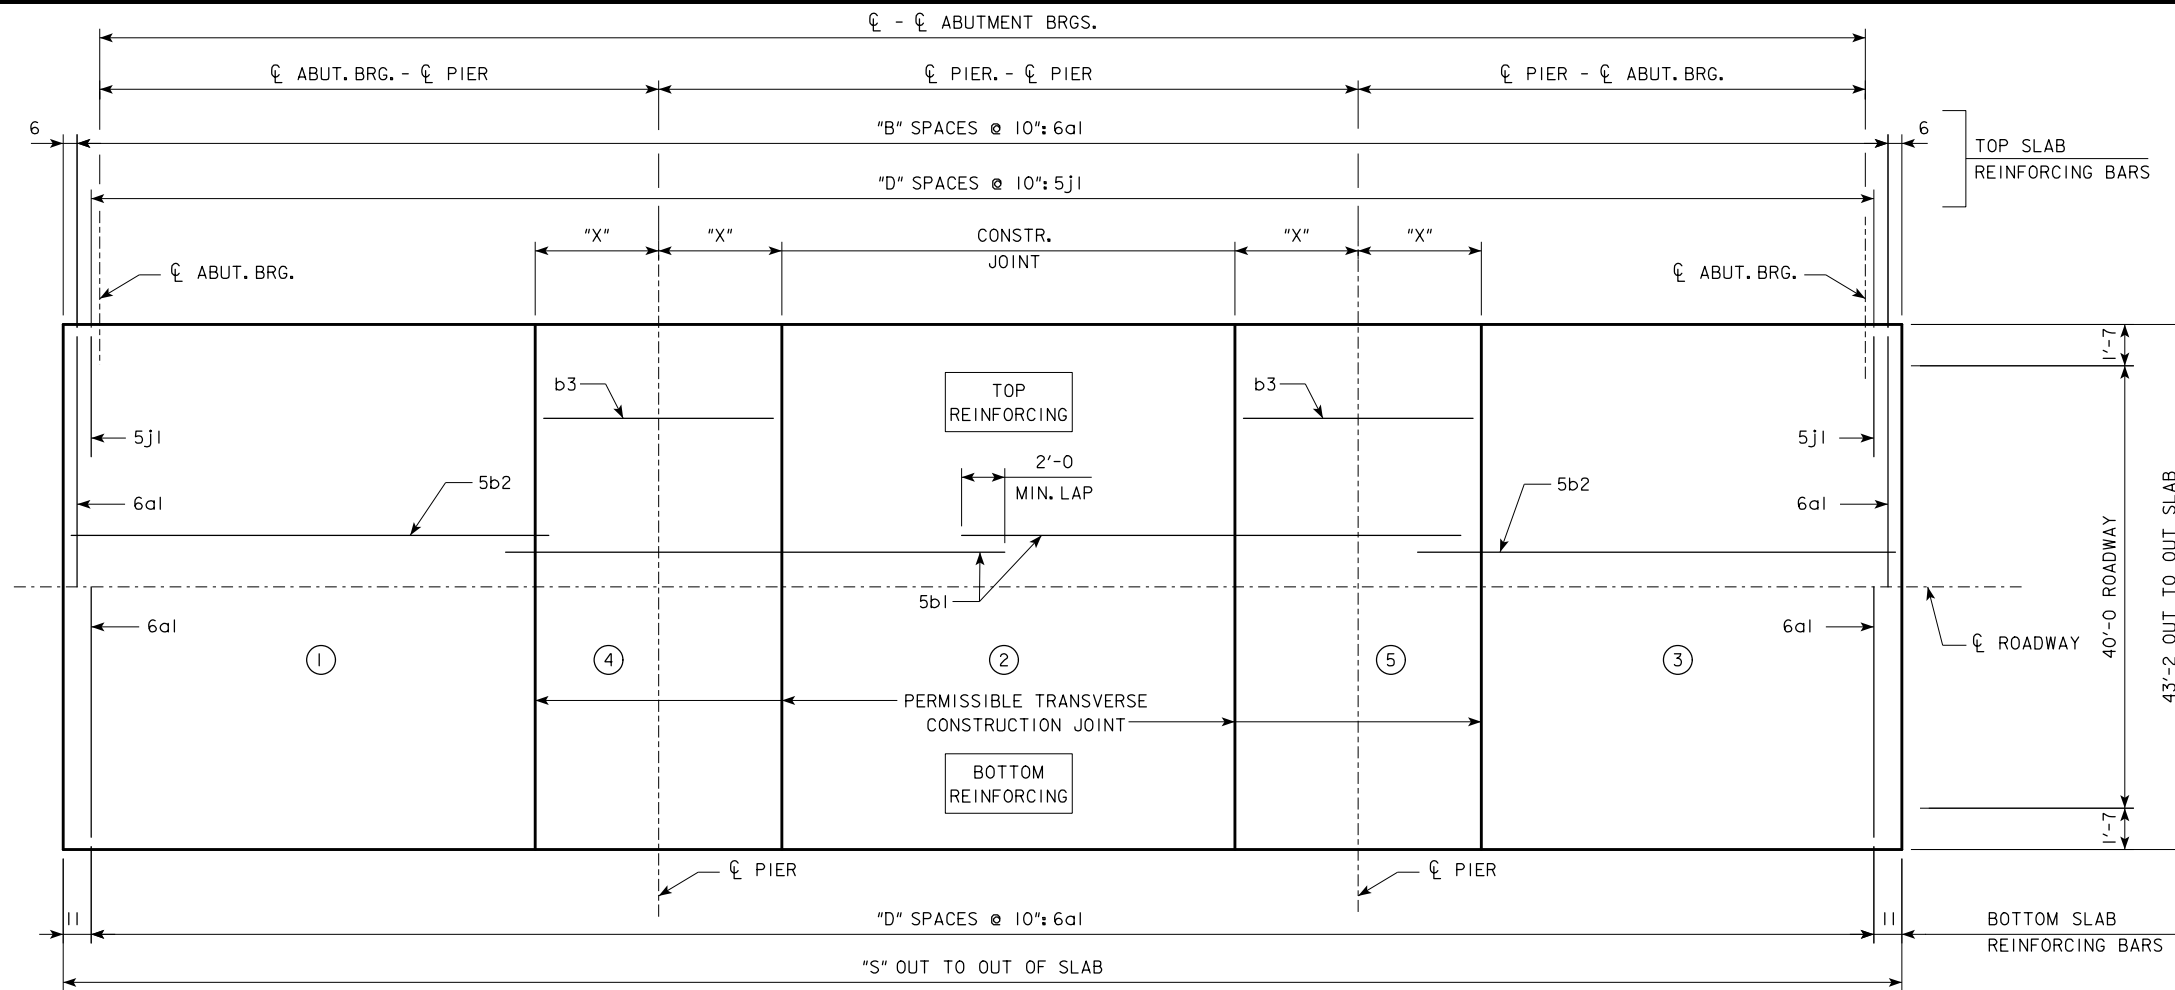 ℄ - ℄ ABUTMENT BRGS.
℄ ABUT. BRG. - ℄ PIER
℄ PIER. - ℄ PIER
℄ PIER - ℄ ABUT. BRG.
6
"B" SPACES @ 10": 6a1
6
TOP SLAB
REINFORCING BARS
"D" SPACES @ 10": 5j1
"X"
"X"
CONSTR.
JOINT
"X"
"X"
℄ ABUT. BRG.
℄ ABUT. BRG.
1'-7
b3
TOP
REINFORCING
b3
5j1
5j1
2'-0
MIN. LAP
5b2
5b2
6a1
6a1
40'-0 ROADWAY
43'-2 OUT TO OUT SLAB
5b1
6a1
6a1
℄ ROADWAY
1
4
2
5
3
PERMISSIBLE TRANSVERSE
CONSTRUCTION JOINT
BOTTOM
REINFORCING
1'-7
℄ PIER
℄ PIER
11
"D" SPACES @ 10": 6a1
11
BOTTOM SLAB
REINFORCING BARS
"S" OUT TO OUT OF SLAB